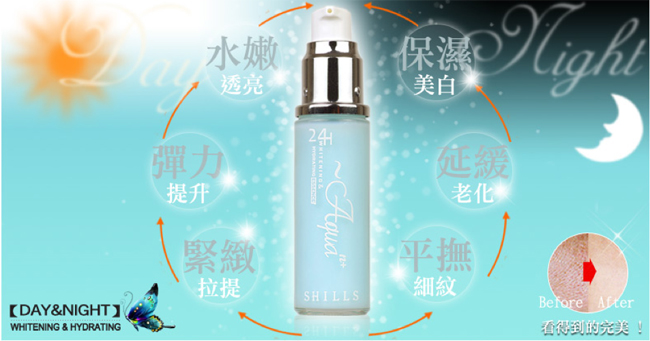 Day
Night
水嫩
透亮
保濕
美白
彈力
提升
延緩
老化
緊緻
拉提
平撫
細紋
24H
WHITENING &
Aqua
SHILLS
【DAY&NIGHT】
WHITENING & HYDRATING
Before After
看得到的完美！